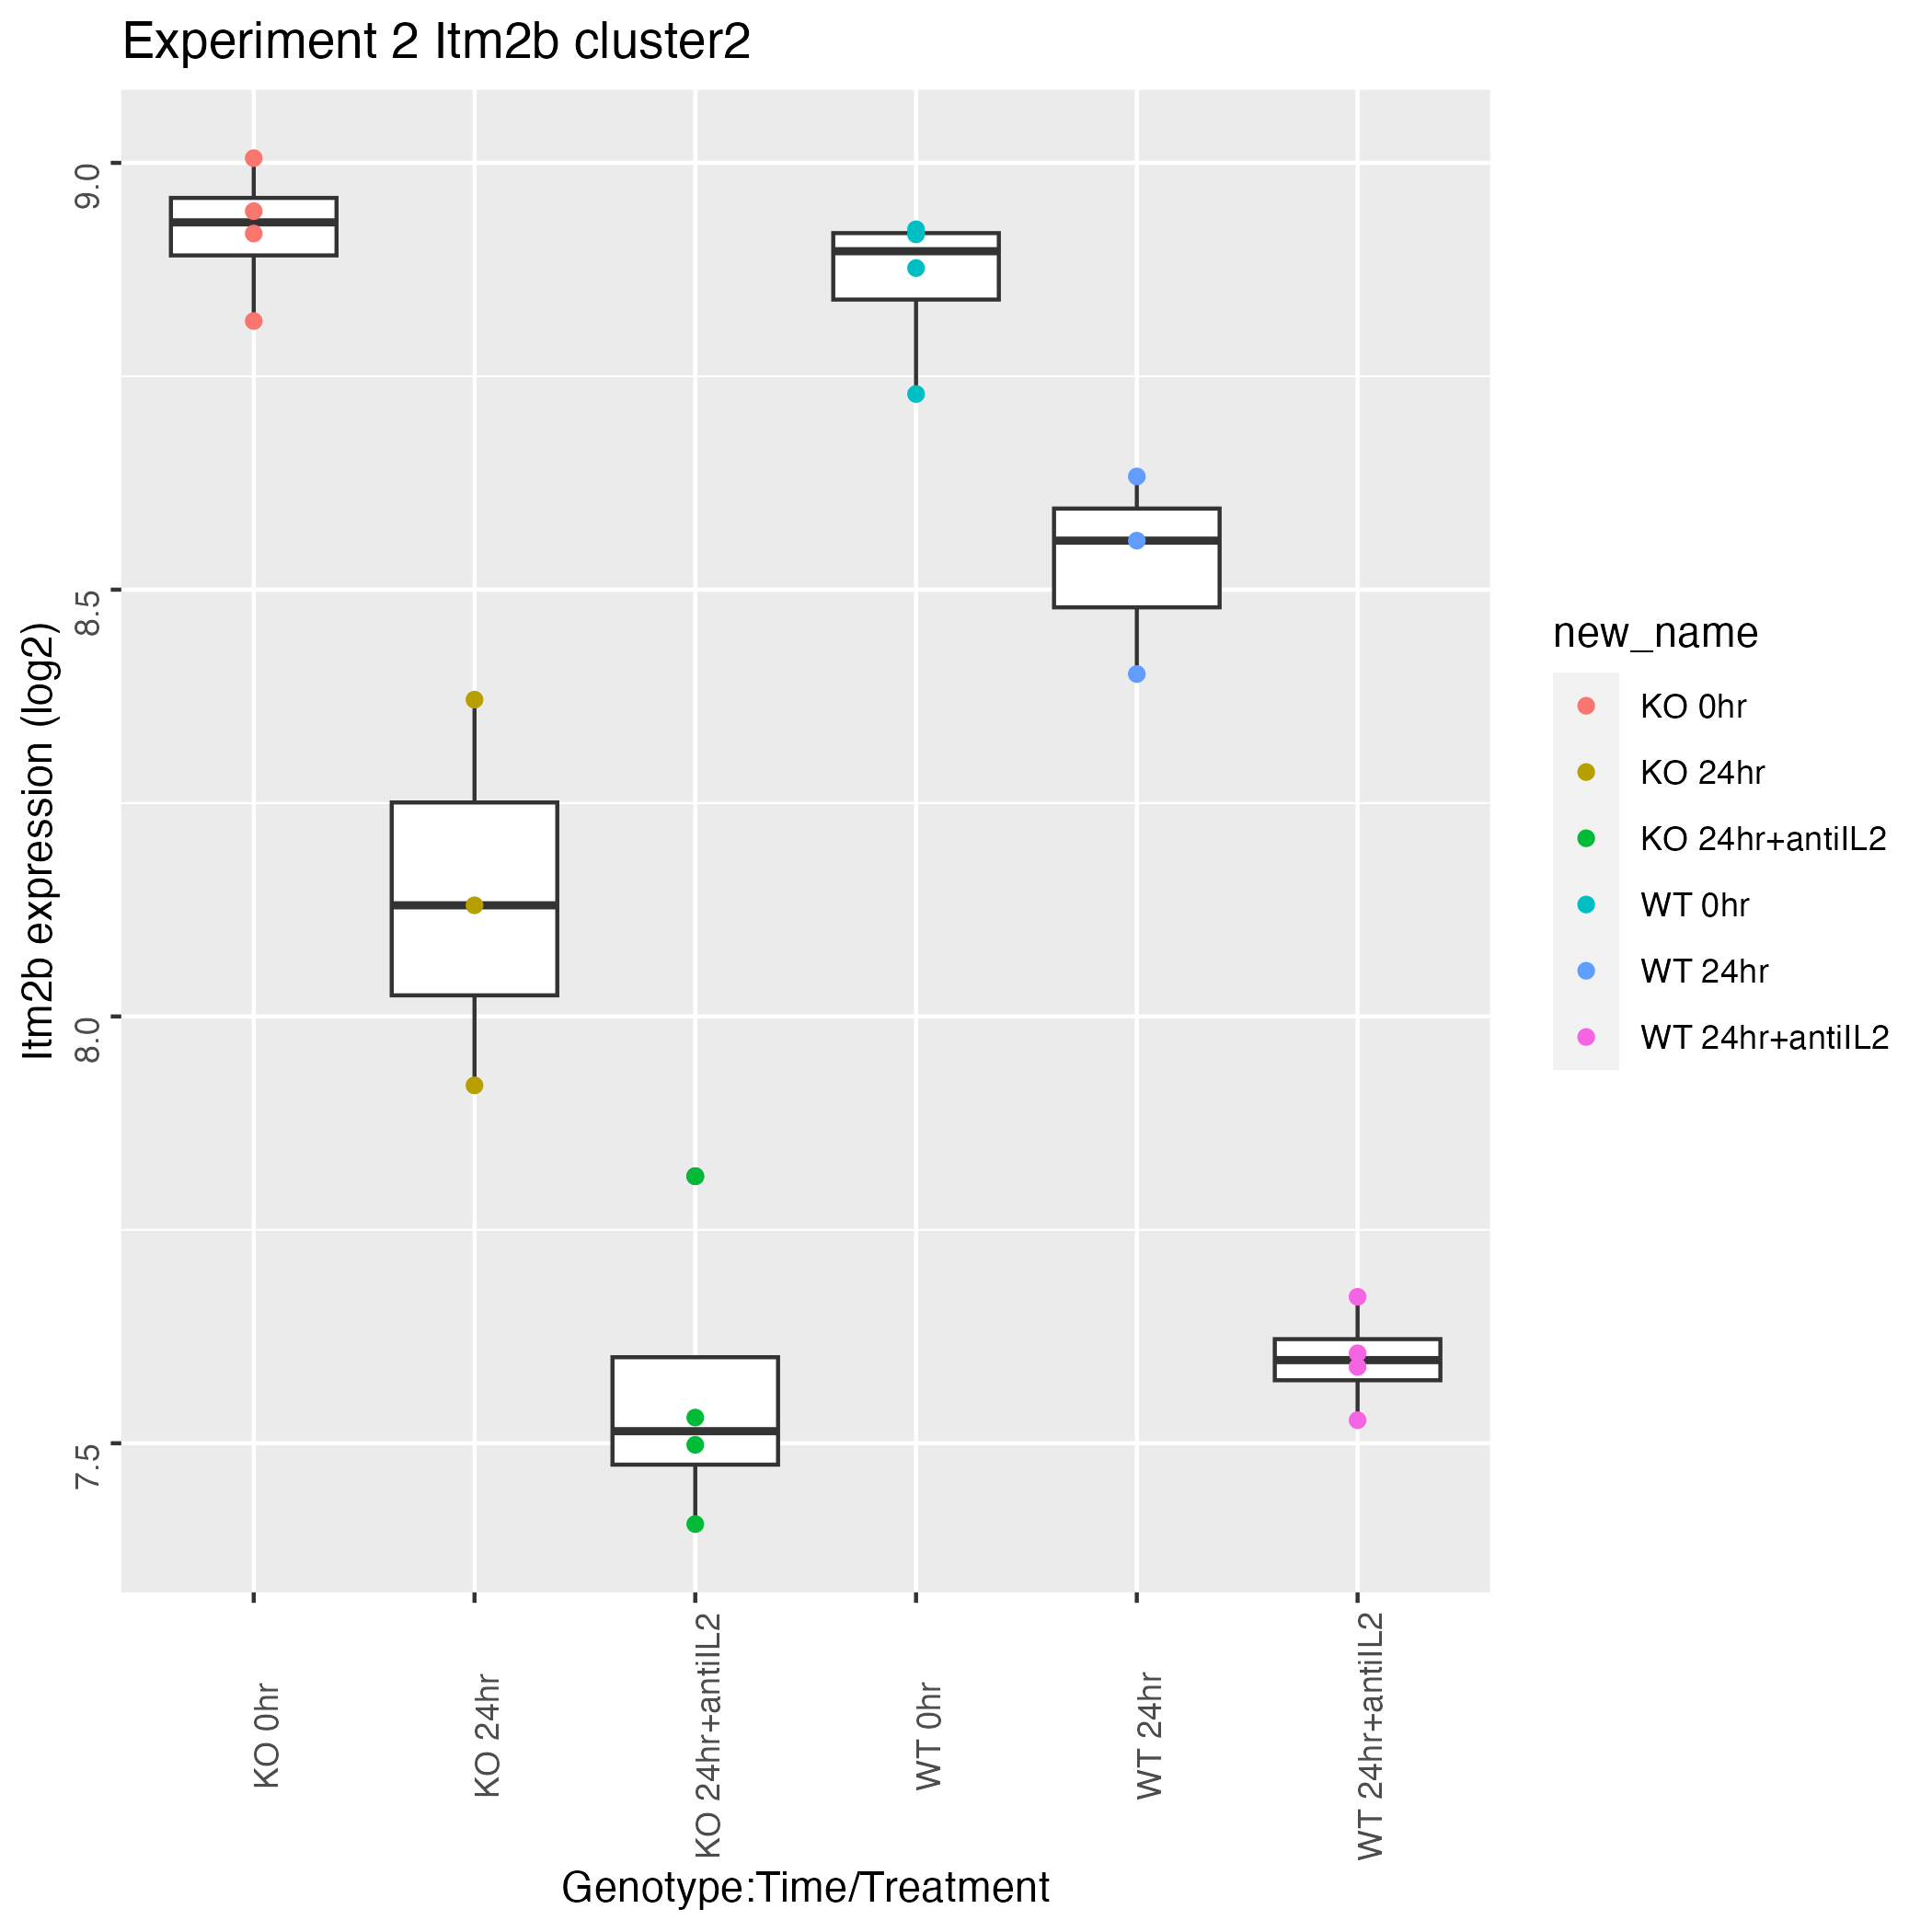 Experiment 2 Itm2b cluster2
Itm2b expression (log2)
9.0
8.5
8.0
7.5
KO 0hr
KO 24hr
KO 24hr+antiIL2
WT 0hr
WT 24hr
WT 24hr+antiIL2
Genotype:Time/Treatment
new_name
KO 0hr
KO 24hr
KO 24hr+antiIL2
WT 0hr
WT 24hr
WT 24hr+antiIL2